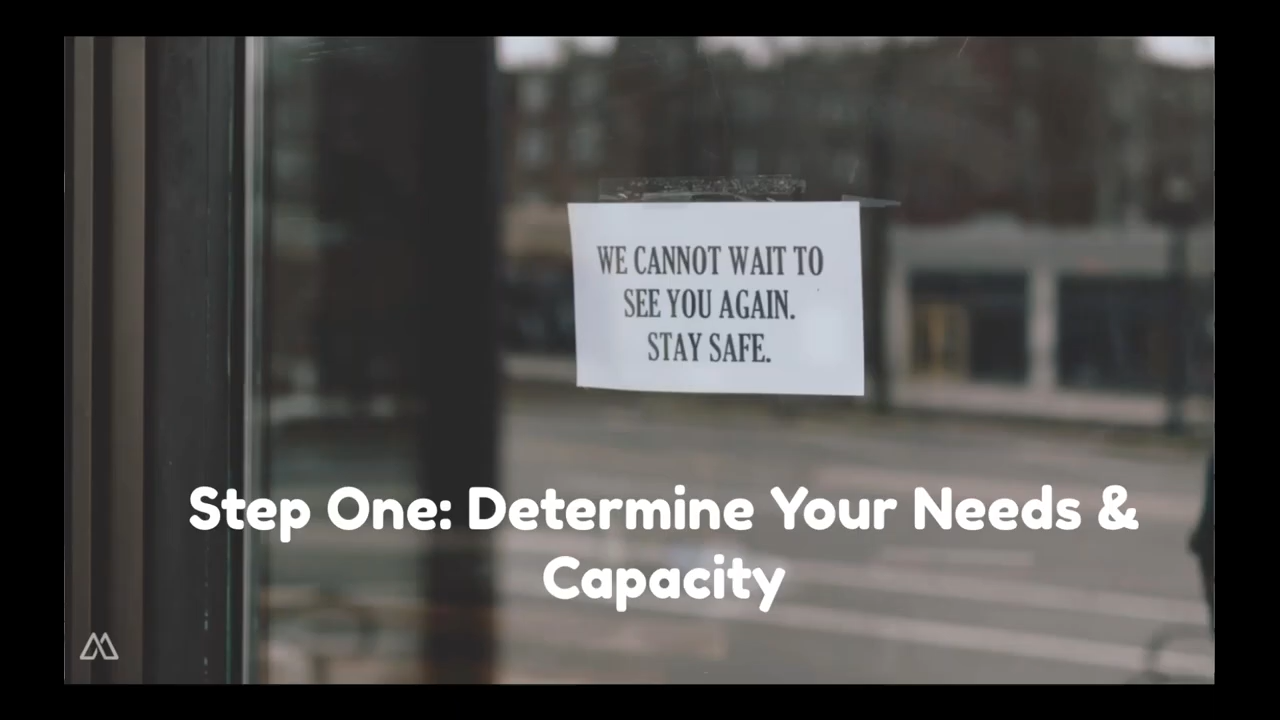 WE CANNOT WAIT TO
SEE YOU AGAIN.
STAY SAFE.
Step One: Determine Your Needs &
Capacity